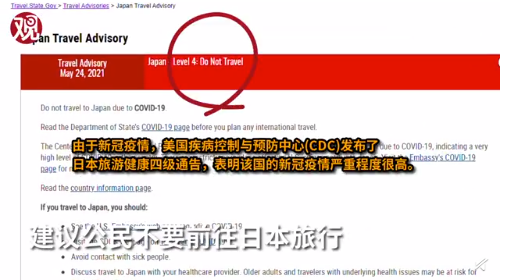 Travel.State.Gov > Travel Advisories > Japan Travel Advisory
观
pan Travel Advisory
Travel Advisory
May 24, 2021
Japan
Level 4: Do Not Travel
Do not travel to Japan due to COVID-19.
Read the Department of State's COVID-19 page before you plan any international travel.
The Cen
due to COVID-19, indicating a very
由于新冠疫情，美国疾病控制与预防中心(CDC)发布了
high level
Embassy's COVID-19
日本旅游健康四级通告，表明该国的新冠疫情严重程度很高。
page for
Read the country information page.
If you travel to Japan, you should:
建议公民不要前往日本旅行
Avoid contact with sick people.
Discuss travel to Japan with your healthcare provider. Older adults and travelers with underlying health issues may be at risk for